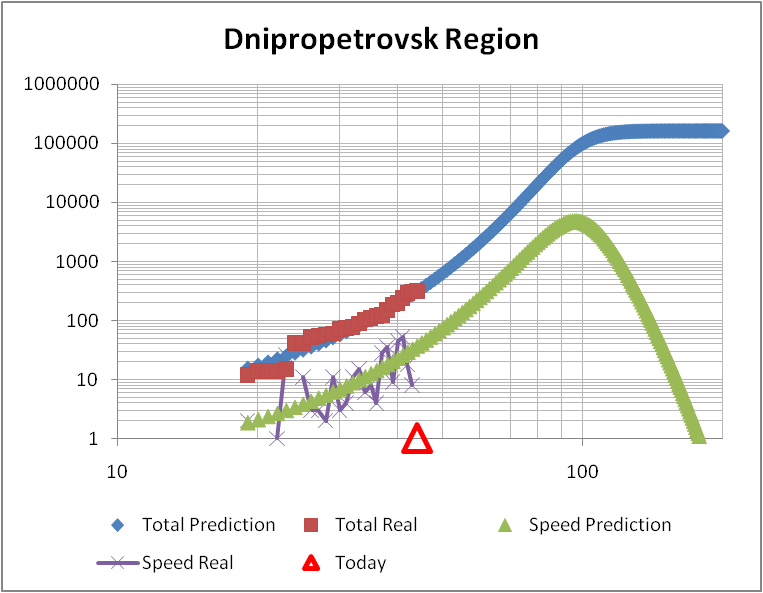 Dnipropetrovsk Region
1000000
100000
10000
1000
100
10
1
10 100
Total Prediction Total Real Speed Prediction
Speed Real Today